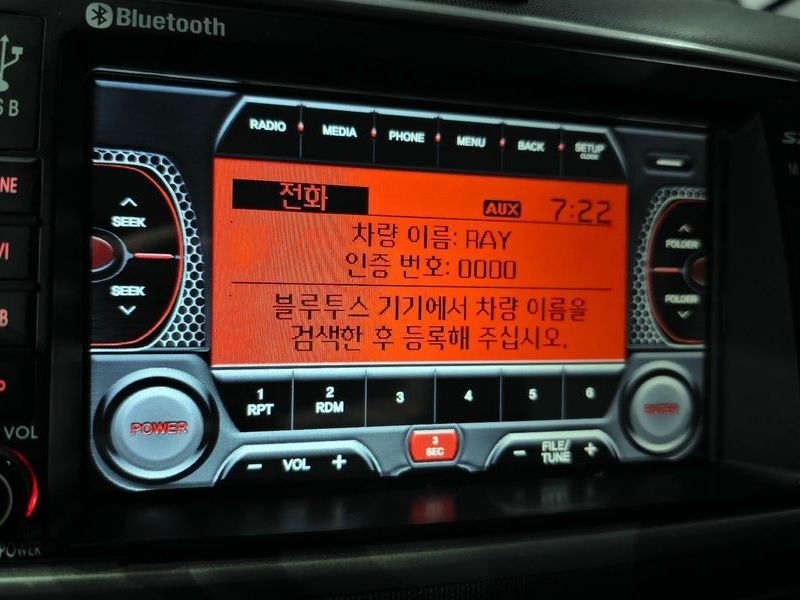 Bluetooth
RADIO MEDIA PHONE MENU BACK SETUP
CLOCK
전화 AUX 7:22
차량 이름: RAY
인증 번호: 0000
블루투스 기기에서 차량 이름을
검색한 후 등록해 주십시오.
SEEK
SEEK
FOLDER
FOLDER
1 RPT
2 RDM
3
4
5
6
POWER
ENTER
- VOL +
3 SEC
- FILE/
TUNE +
VOL
POWER